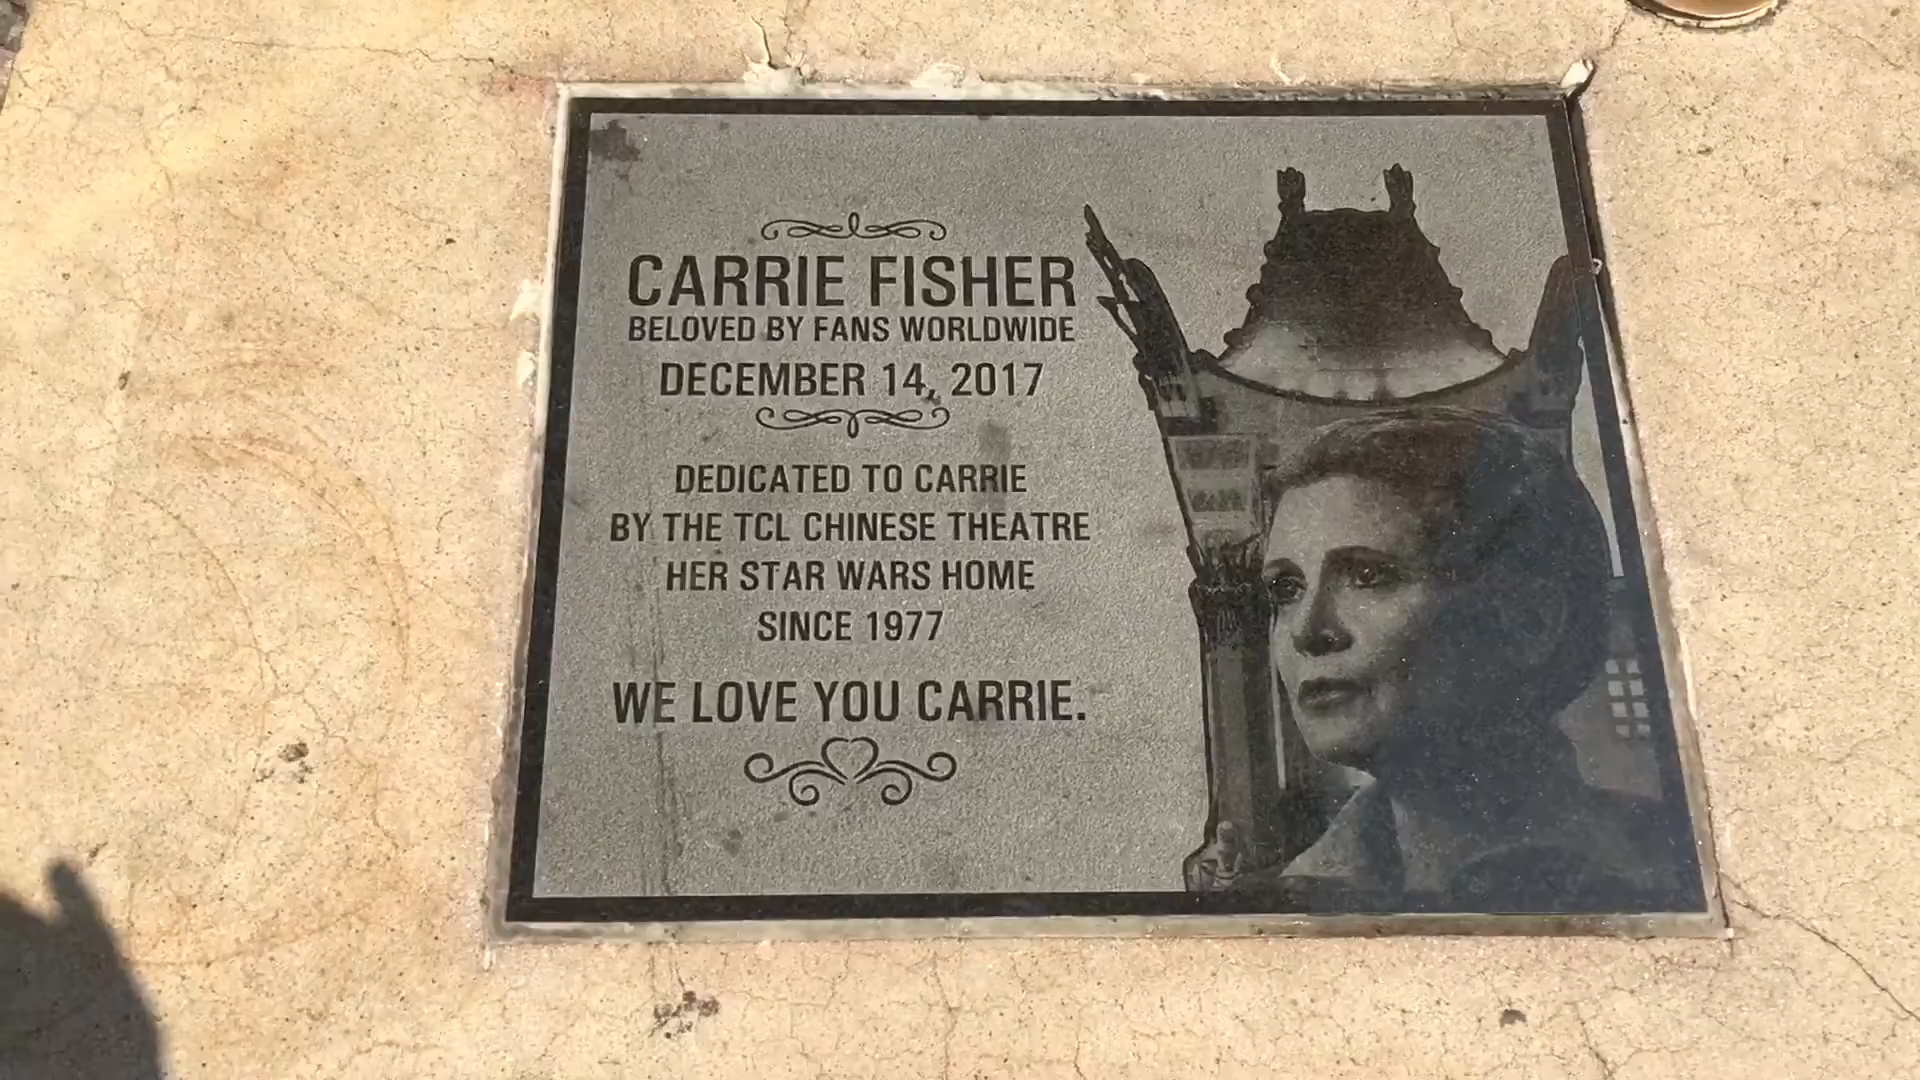 CARRIE FISHER
BELOVED BY FANS WORLDWIDE
DECEMBER 14, 2017
DEDICATED TO CARRIE
BY THE TCL CHINESE THEATRE
HER STAR WARS HOME
SINCE 1977
WE LOVE YOU CARRIE.